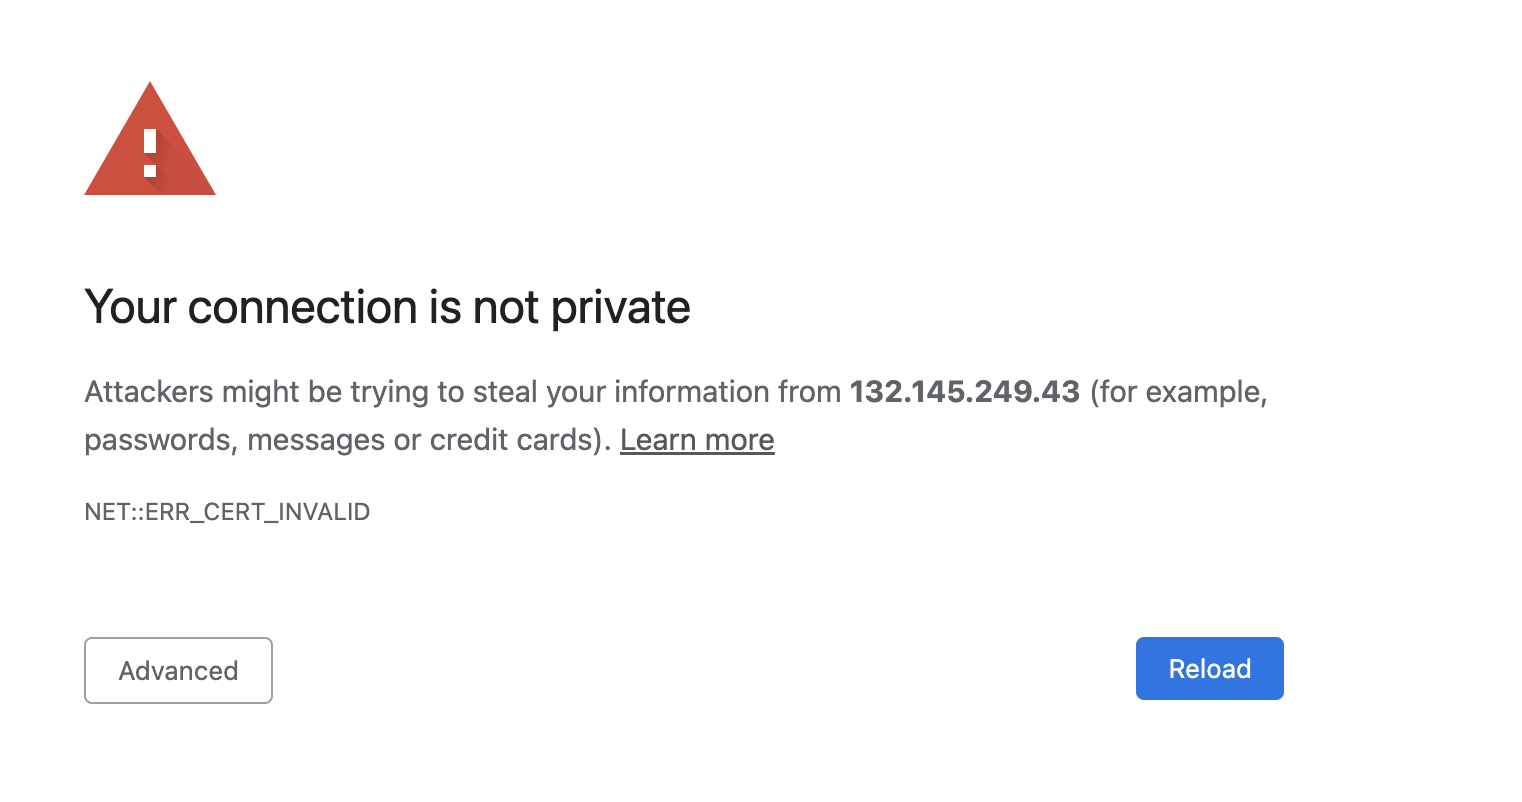 Your connection is not private
Attackers might be trying to steal your information from 132.145.249.43 (for example,
passwords, messages or credit cards). Learn more
NET::ERR_CERT_INVALID
Advanced
Reload